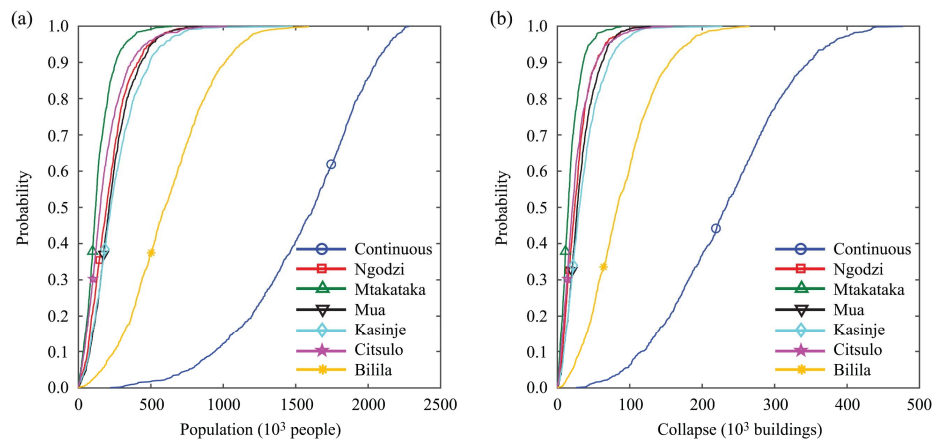 (a)
1.0
0.9
0.8
0.7
0.6
0.5
0.4
0.3
0.2
0.1
0.0
Probability
Continuous
Ngodzi
Mtakataka
Mua
Kasinje
Citsulo
Bilila
0 500 1000 1500 2000 2500
Population (10³ people)
(b)
1.0
0.9
0.8
0.7
0.6
0.5
0.4
0.3
0.2
0.1
0.0
Probability
Continuous
Ngodzi
Mtakataka
Mua
Kasinje
Citsulo
Bilila
0 100 200 300 400 500
Collapse (10³ buildings)